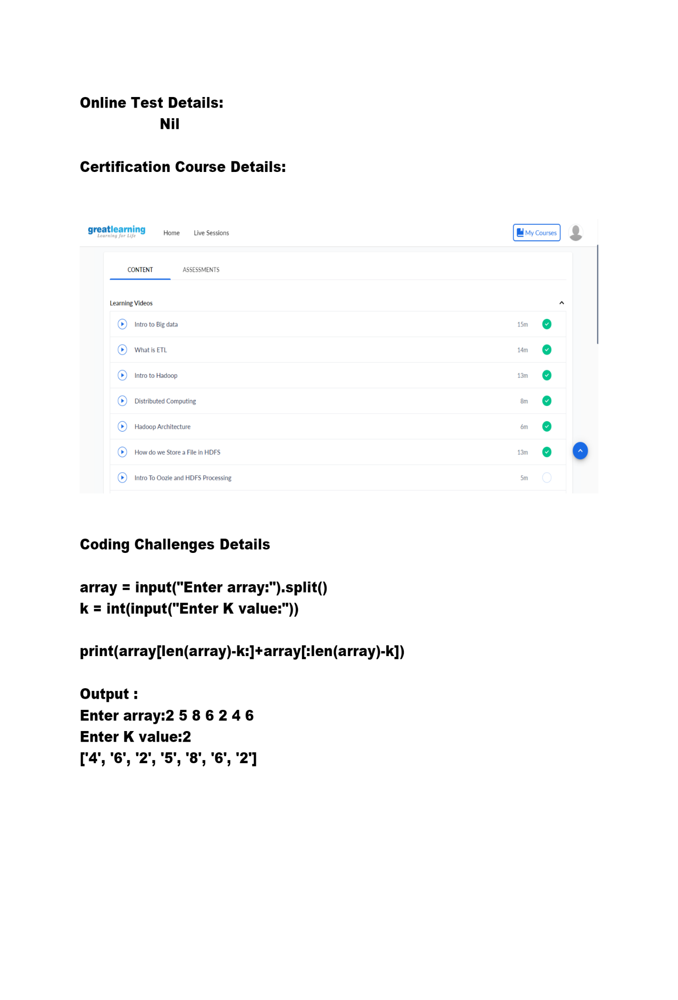 Online Test Details:
Nil
Certification Course Details:
greatlearning
Learning for Life
Home Live Sessions My Courses
CONTENT ASSESSMENTS
Learning Videos
Intro to Big data 15m
What is ETL 14m
Intro to Hadoop 13m
Distributed Computing 8m
Hadoop Architecture 6m
How do we Store a File in HDFS 13m
Intro To Oozie and HDFS Processing 5m
Coding Challenges Details
array = input("Enter array:").split()
k = int(input("Enter K value:"))
print(array[len(array)-k:]+array[:len(array)-k])
Output :
Enter array:2 5 8 6 2 4 6
Enter K value:2
['4', '6', '2', '5', '8', '6', '2']